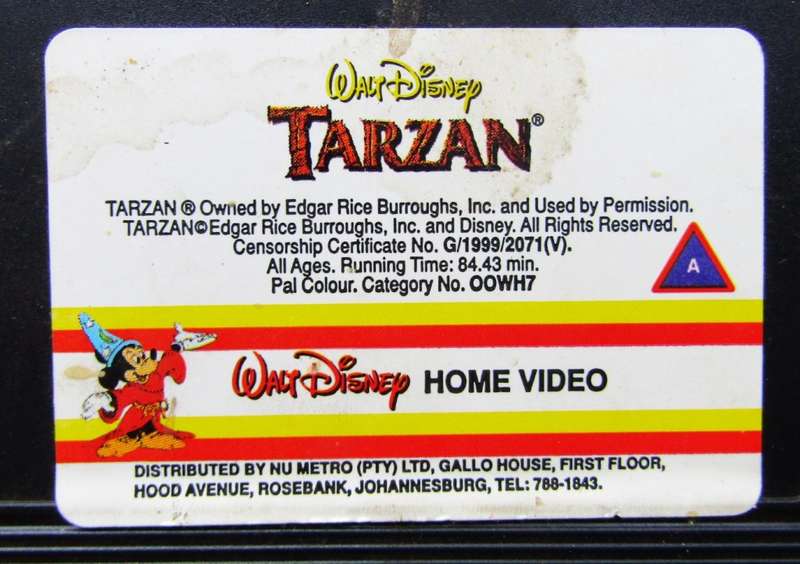 WALT DISNEY
TARZAN®
TARZAN ® Owned by Edgar Rice Burroughs, Inc. and Used by Permission.
TARZAN©Edgar Rice Burroughs, Inc. and Disney. All Rights Reserved.
Censorship Certificate No. G/1999/2071(V).
All Ages. Running Time: 84.43 min.
Pal Colour. Category No. OOWH7
A
WALT DISNEY HOME VIDEO
DISTRIBUTED BY NU METRO (PTY) LTD, GALLO HOUSE, FIRST FLOOR,
HOOD AVENUE, ROSEBANK, JOHANNESBURG, TEL: 788-1843.